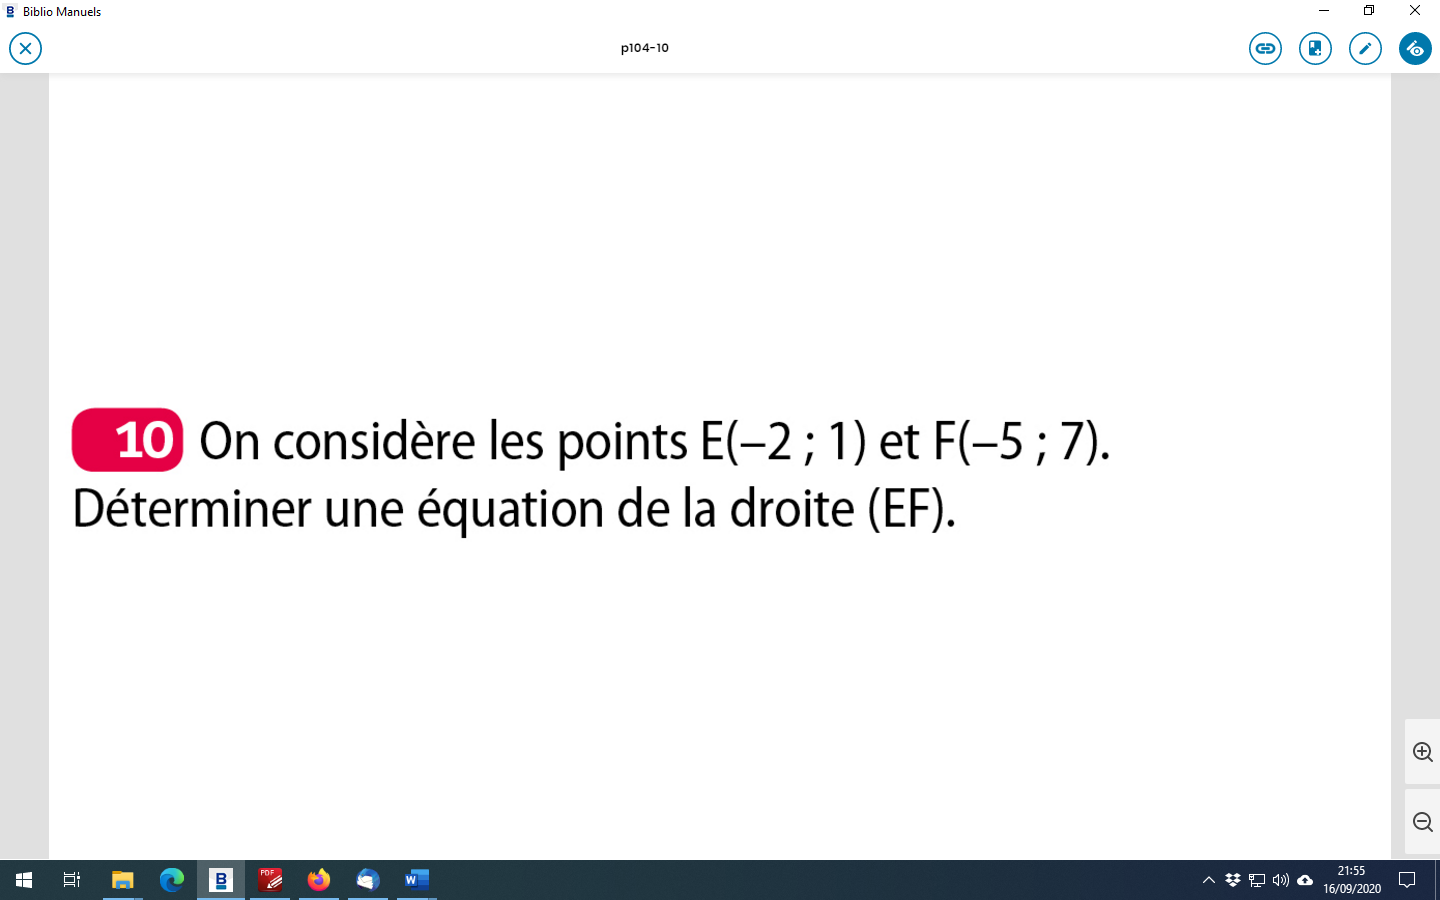 Biblio Manuels
p104-10
10 On considère les points E(–2 ; 1) et F(–5 ; 7).
Déterminer une équation de la droite (EF).
21:55
16/09/2020